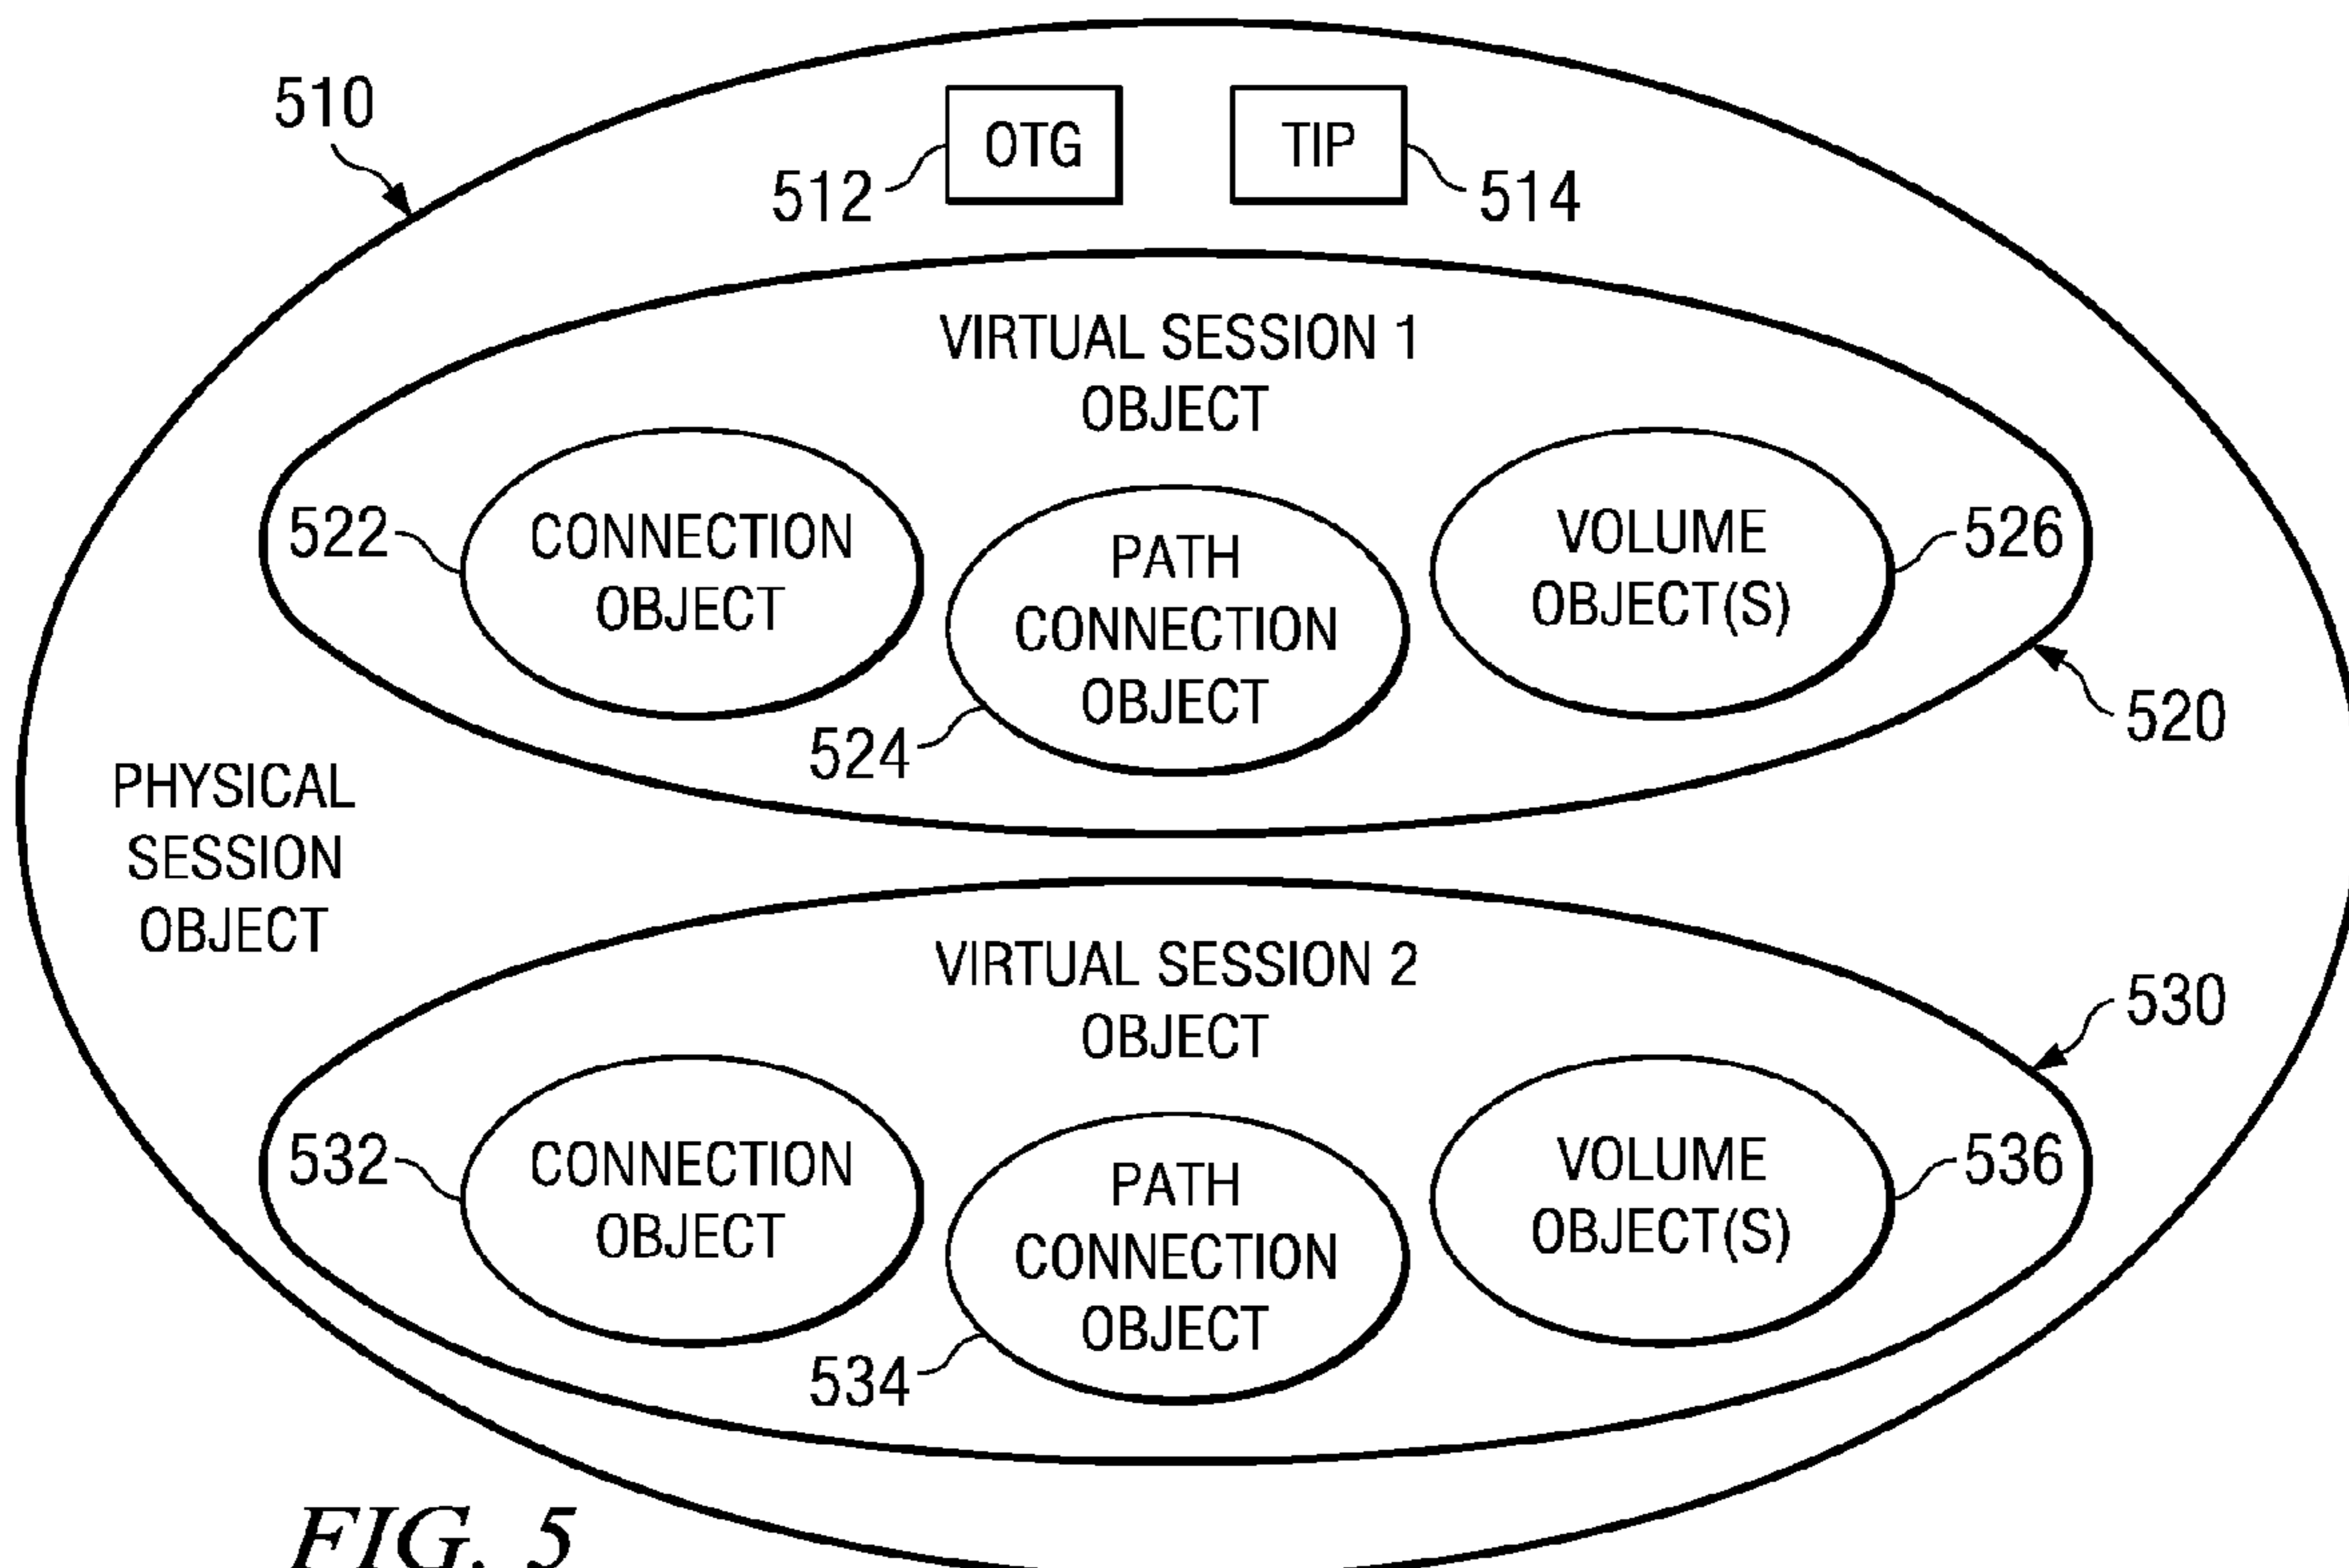 510
OTG
TIP
512
514
VIRTUAL SESSION 1
OBJECT
522
CONNECTION
OBJECT
PATH
CONNECTION
OBJECT
524
VOLUME
OBJECT(S)
526
520
PHYSICAL
SESSION
OBJECT
VIRTUAL SESSION 2
OBJECT
530
532
CONNECTION
OBJECT
PATH
CONNECTION
OBJECT
534
VOLUME
OBJECT(S)
536
FIG. 5